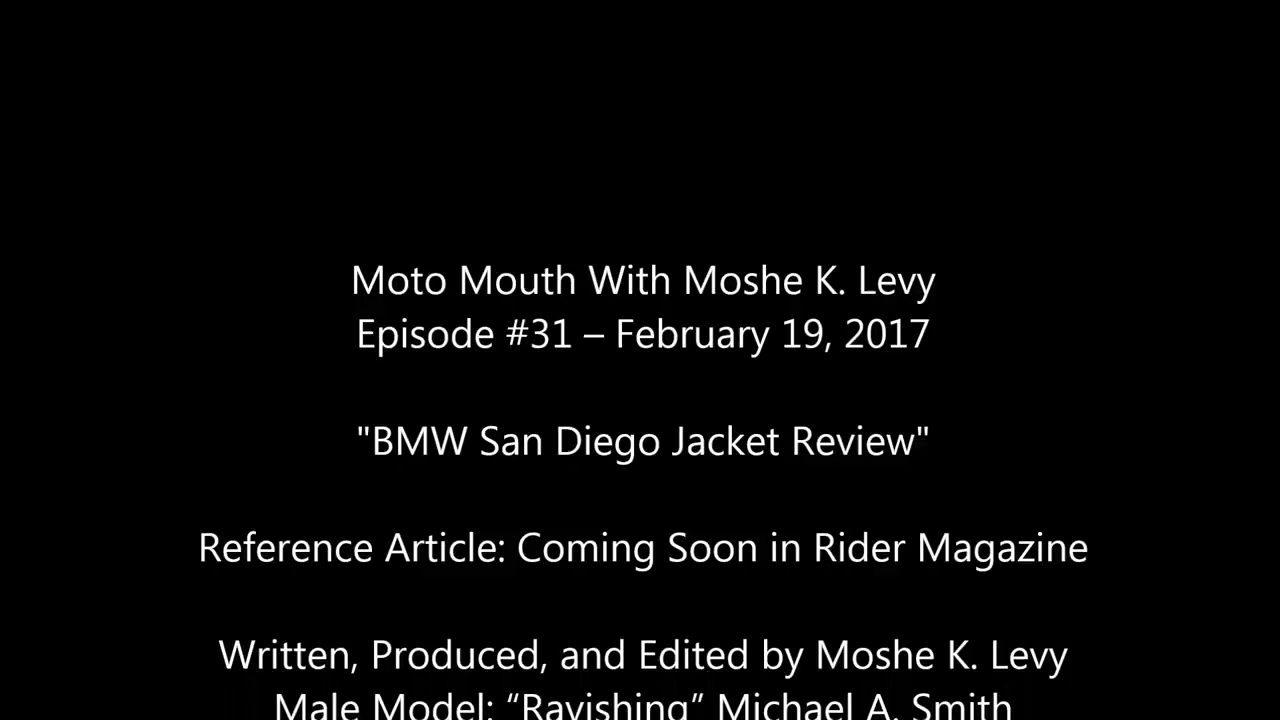 Moto Mouth With Moshe K. Levy
Episode #31 – February 19, 2017
"BMW San Diego Jacket Review"
Reference Article: Coming Soon in Rider Magazine
Written, Produced, and Edited by Moshe K. Levy
Male Model: “Ravishing” Michael A. Smith